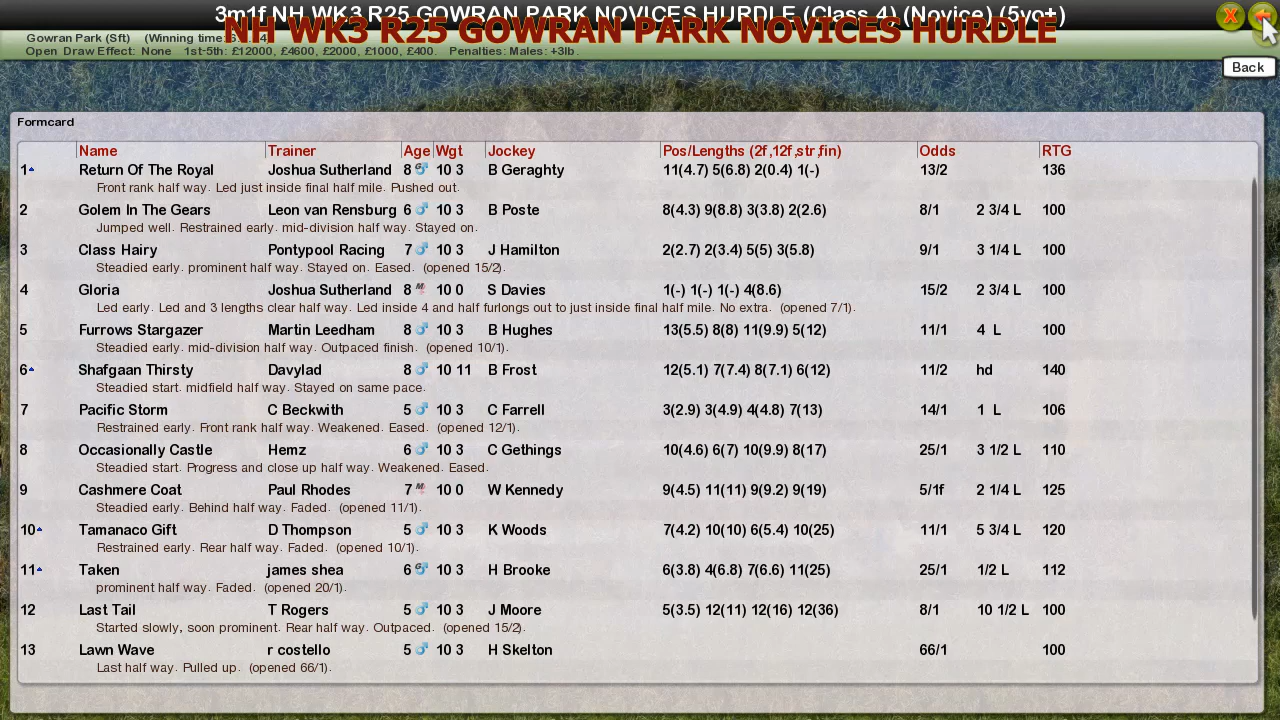 3m1f NH WK3 R25 GOWRAN PARK NOVICES HURDLE (Class 4) (Novice) (5yo+)
NH WK3 R25 GOWRAN PARK NOVICES HURDLE
Gowran Park (Sft) (Winning time:
Open Draw Effect: None 1st-5th: £12000, £4600, £2000, £1000, £400. Penalties: Males: +3lb.
Back
Formcard
Name Trainer Age Wgt Jockey Pos/Lengths (2f,12f,str,fin) Odds RTG
1 Return Of The Royal Joshua Sutherland 8 G 10 3 B Geraghty 11(4.7) 5(6.8) 2(0.4) 1(-) 13/2 136
Front rank half way. Led just inside final half mile. Pushed out.
2 Golem In The Gears Leon van Rensburg 6 10 3 B Poste 8(4.3) 9(8.8) 3(3.8) 2(2.6) 8/1 2 3/4 L 100
Jumped well. Restrained early. mid-division half way. Stayed on.
3 Class Hairy Pontypool Racing 7 10 3 J Hamilton 2(2.7) 2(3.4) 5(5) 3(5.8) 9/1 3 1/4 L 100
Steadied early. prominent half way. Stayed on. Eased. (opened 15/2).
4 Gloria Joshua Sutherland 8 M 10 0 S Davies 1(-) 1(-) 1(-) 4(8.6) 15/2 2 3/4 L 100
Led early. Led and 3 lengths clear half way. Led inside 4 and half furlongs out to just inside final half mile. No extra. (opened 7/1).
5 Furrows Stargazer Martin Leedham 8 10 3 B Hughes 13(5.5) 8(8) 11(9.9) 5(12) 11/1 4 L 100
Steadied early. mid-division half way. Outpaced finish. (opened 10/1).
6 Shafgaan Thirsty Davylad 8 10 11 B Frost 12(5.1) 7(7.4) 8(7.1) 6(12) 11/2 hd 140
Steadied start. midfield half way. Stayed on same pace.
7 Pacific Storm C Beckwith 5 10 3 C Farrell 3(2.9) 3(4.9) 4(4.8) 7(13) 14/1 1 L 106
Restrained early. Front rank half way. Weakened. Eased. (opened 12/1).
8 Occasionally Castle Hemz 6 10 3 C Gethings 10(4.6) 6(7) 10(9.9) 8(17) 25/1 3 1/2 L 110
Steadied start. Progress and close up half way. Weakened. Eased.
9 Cashmere Coat Paul Rhodes 7 M 10 0 W Kennedy 9(4.5) 11(11) 9(9.2) 9(19) 5/1f 2 1/4 L 125
Steadied early. Behind half way. Faded. (opened 11/1).
10 Tamanaco Gift D Thompson 5 10 3 K Woods 7(4.2) 10(10) 6(5.4) 10(25) 11/1 5 3/4 L 120
Restrained early. Rear half way. Faded. (opened 10/1).
11 Taken james shea 6 G 10 3 H Brooke 6(3.8) 4(6.8) 7(6.6) 11(25) 25/1 1/2 L 112
prominent half way. Faded. (opened 20/1).
12 Last Tail T Rogers 5 10 3 J Moore 5(3.5) 12(11) 12(16) 12(36) 8/1 10 1/2 L 100
Started slowly, soon prominent. Rear half way. Outpaced. (opened 15/2).
13 Lawn Wave r costello 5 10 3 H Skelton 66/1 100
Last half way. Pulled up. (opened 66/1).